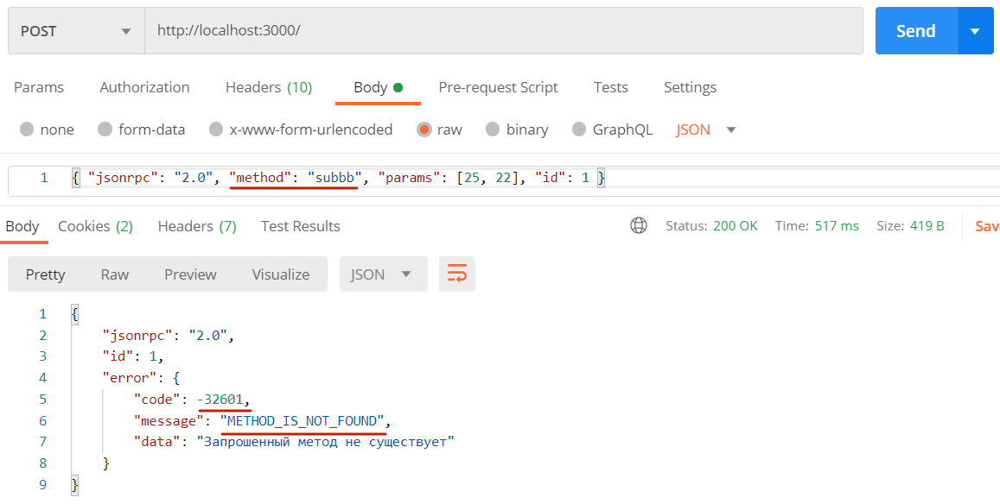 POST http://localhost:3000/ Send
Params Authorization Headers (10) Body Pre-request Script Tests Settings
none form-data x-www-form-urlencoded raw binary GraphQL JSON
1 { "jsonrpc": "2.0", "method": "subbb", "params": [25, 22], "id": 1 }
Body Cookies (2) Headers (7) Test Results Status: 200 OK Time: 517 ms Size: 419 B Sav
Pretty Raw Preview Visualize JSON
1 {
2 "jsonrpc": "2.0",
3 "id": 1,
4 "error": {
5 "code": -32601,
6 "message": "METHOD_IS_NOT_FOUND",
7 "data": "Запрошенный метод не существует"
8 }
9 }